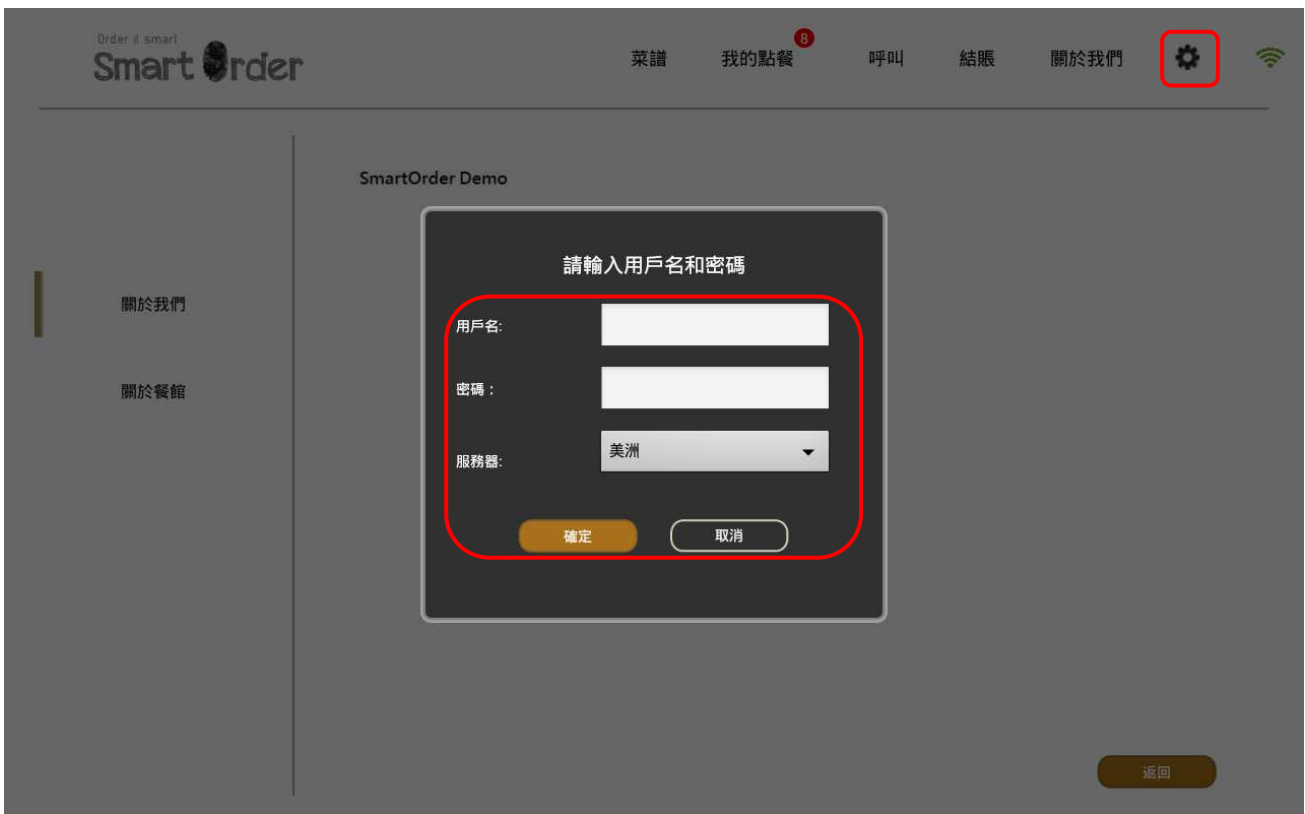 Order it smart
Smart Order
菜譜
我的點餐
8
呼叫
結賬
關於我們
SmartOrder Demo
請輸入用戶名和密碼
關於我們
用戶名:
密碼：
關於餐館
服務器:
美洲
確定
取消
返回